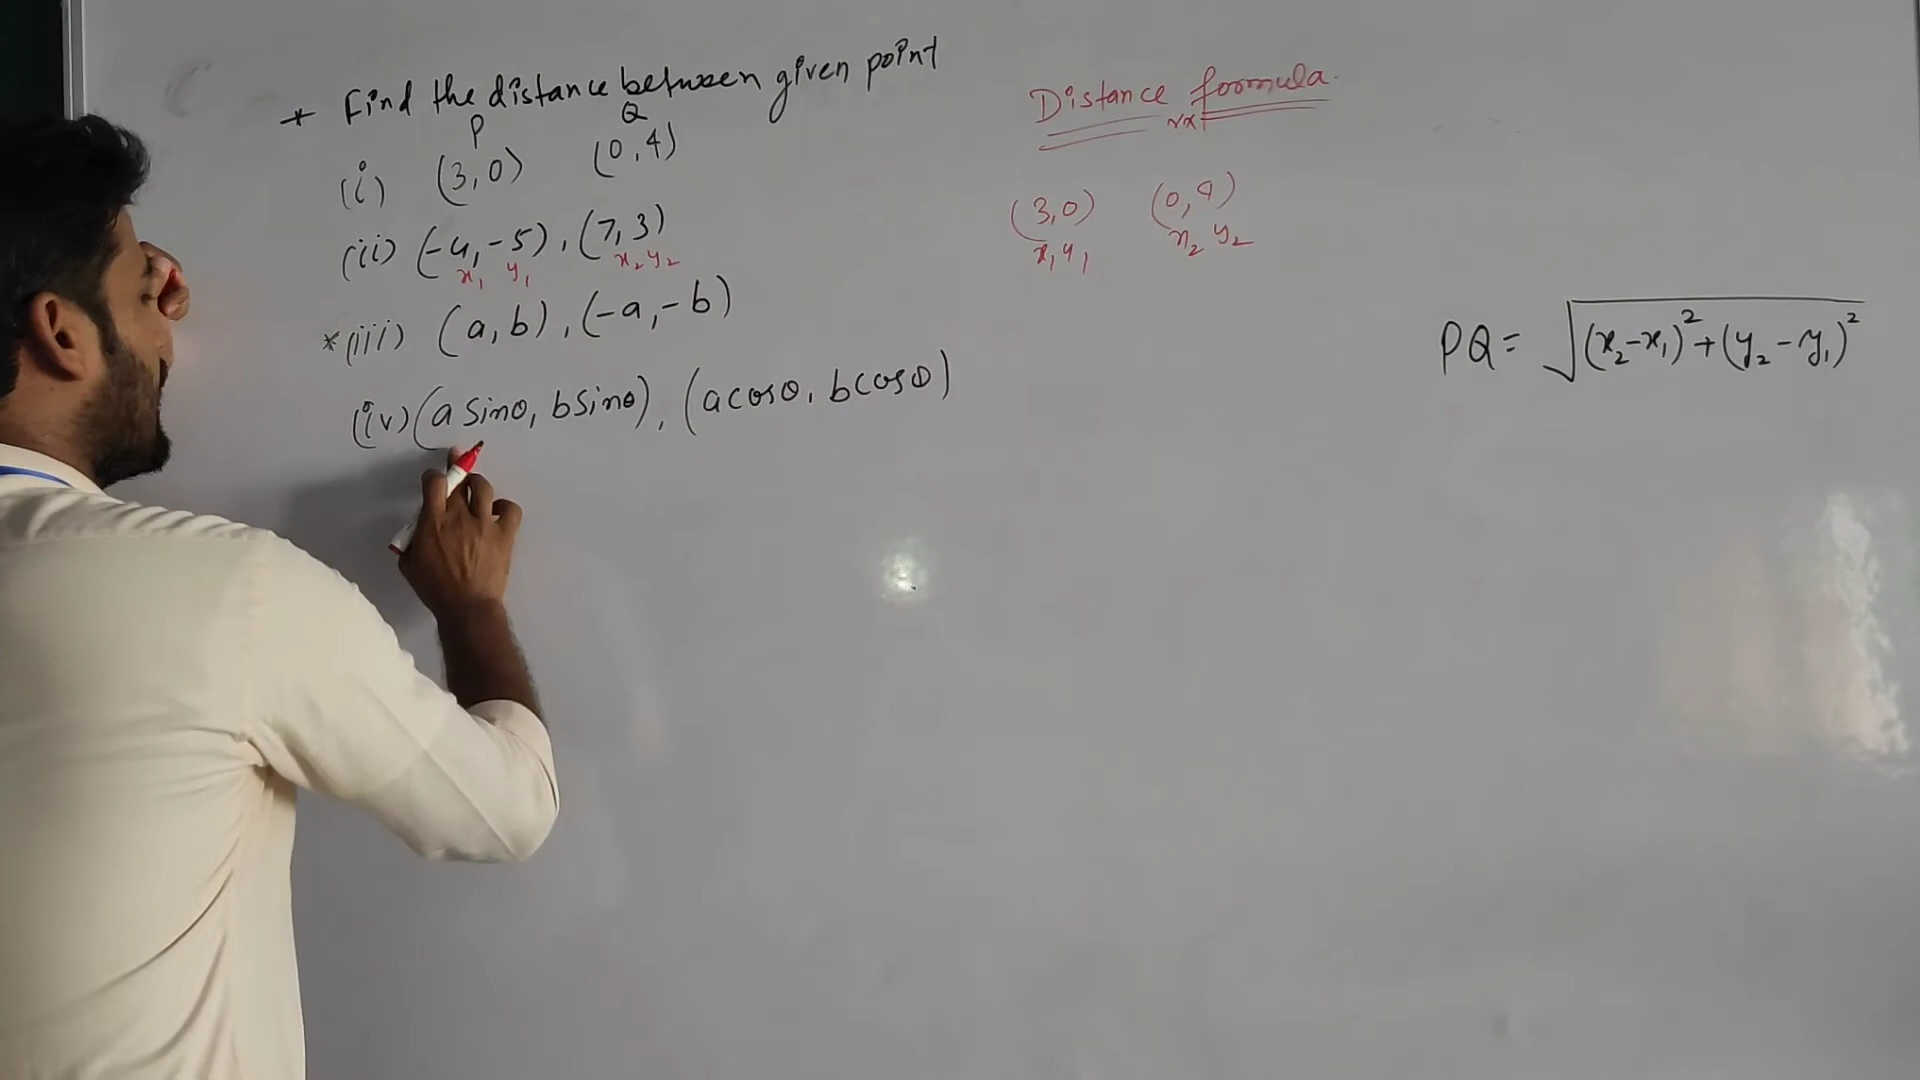 * Find the distance between given point
P Q
(i) (3,0) (0,4)
(ii) (-4,-5), (7,3)
x₁ y₁ x₂ y₂
*(iii) (a,b), (-a,-b)
(iv) (a sinθ, b sinθ), (a cosθ, b cosθ)
Distance formula.
(3,0) (0,4)
x₁ y₁ x₂ y₂
PQ = √(x₂-x₁)²+(y₂-y₁)²